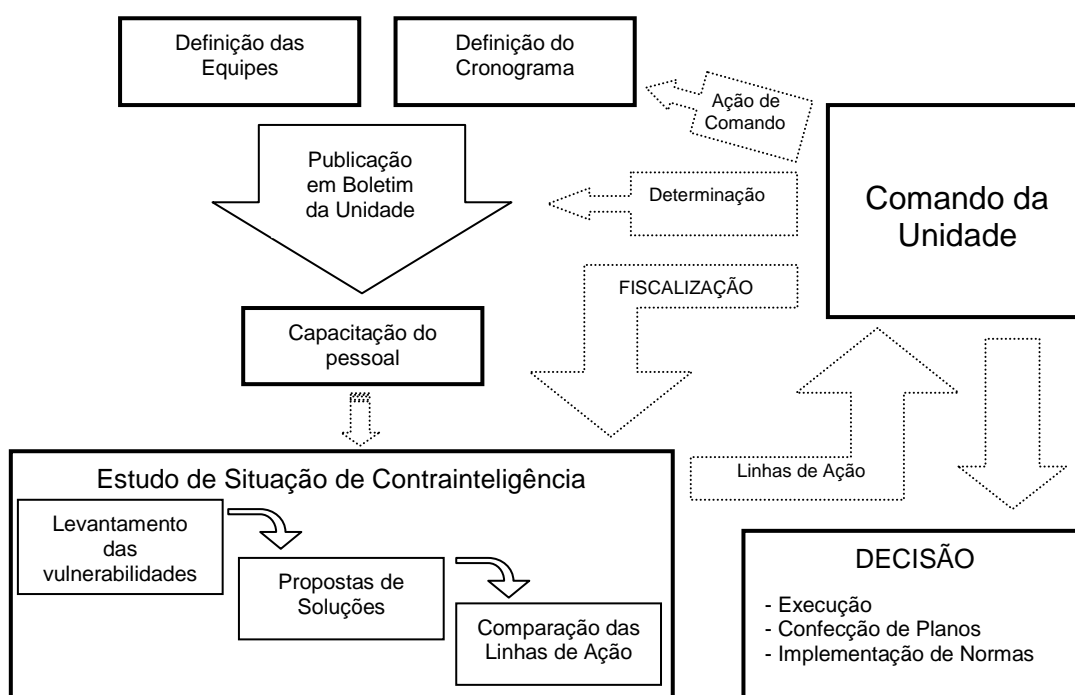 Definição das
Equipes
Definição do
Cronograma
Ação de
Comando
Publicação
em Boletim
da Unidade
Determinação
Comando da
Unidade
FISCALIZAÇÃO
Capacitação do
pessoal
Estudo de Situação de Contrainteligência
Levantamento
das
vulnerabilidades
Propostas de
Soluções
Comparação das
Linhas de Ação
Linhas de Ação
DECISÃO
- Execução
- Confecção de Planos
- Implementação de Normas